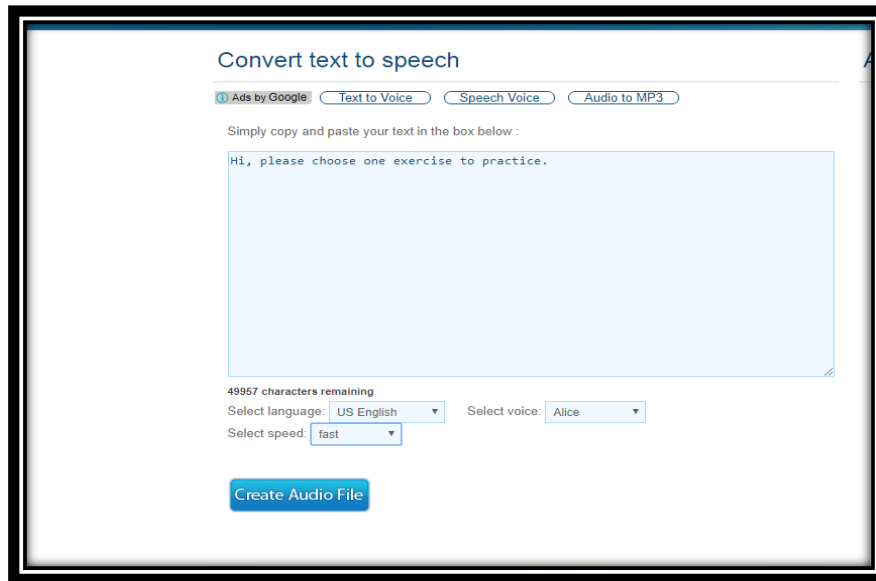 Convert text to speech
Ads by Google Text to Voice Speech Voice Audio to MP3
Simply copy and paste your text in the box below :
Hi, please choose one exercise to practice.
49957 characters remaining
Select language: US English Select voice: Alice
Select speed: fast
Create Audio File